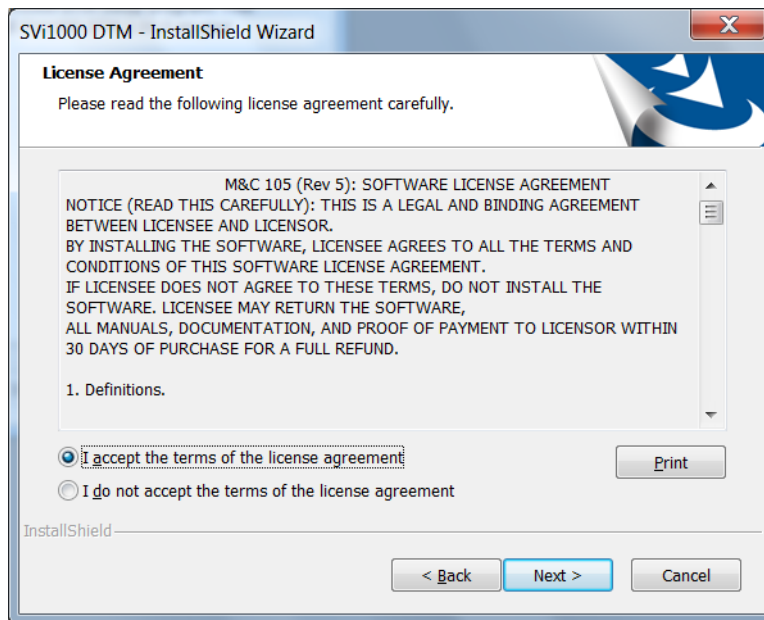 SVi1000 DTM - InstallShield Wizard
License Agreement
Please read the following license agreement carefully.
M&C 105 (Rev 5): SOFTWARE LICENSE AGREEMENT
NOTICE (READ THIS CAREFULLY): THIS IS A LEGAL AND BINDING AGREEMENT
BETWEEN LICENSEE AND LICENSOR.
BY INSTALLING THE SOFTWARE, LICENSEE AGREES TO ALL THE TERMS AND
CONDITIONS OF THIS SOFTWARE LICENSE AGREEMENT.
IF LICENSEE DOES NOT AGREE TO THESE TERMS, DO NOT INSTALL THE
SOFTWARE. LICENSEE MAY RETURN THE SOFTWARE,
ALL MANUALS, DOCUMENTATION, AND PROOF OF PAYMENT TO LICENSOR WITHIN
30 DAYS OF PURCHASE FOR A FULL REFUND.
1. Definitions.
I accept the terms of the license agreement
Print
I do not accept the terms of the license agreement
InstallShield
< Back
Next >
Cancel